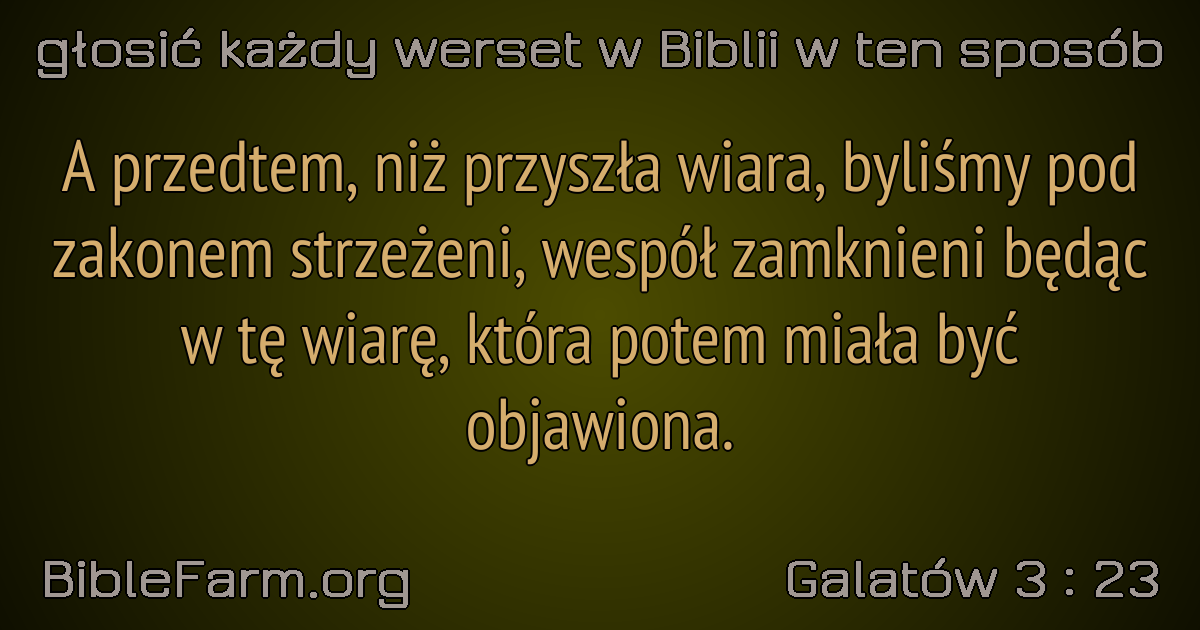 głosić każdy werset w Biblii w ten sposób
A przedtem, niż przyszła wiara, byliśmy pod
zakonem strzeżeni, wespół zamknieni będąc
w tę wiarę, która potem miała być
objawiona.
BibleFarm.org
Galatów 3 : 23